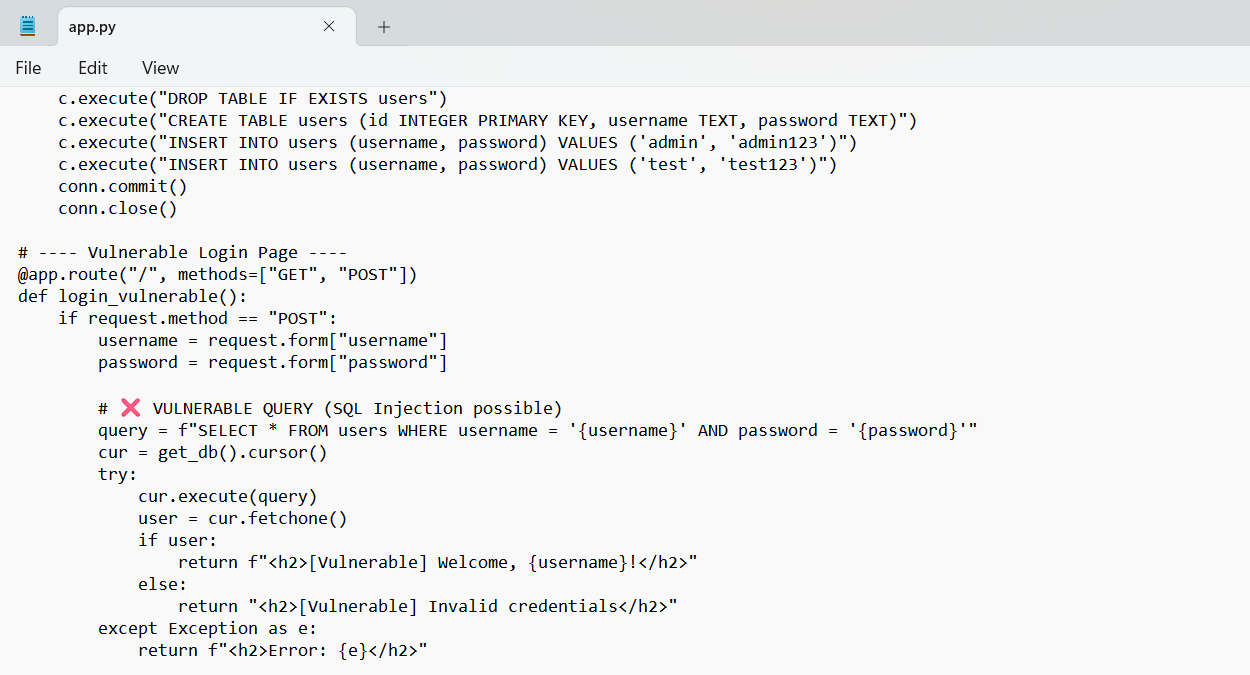 app.py
File Edit View
    c.execute("DROP TABLE IF EXISTS users")
    c.execute("CREATE TABLE users (id INTEGER PRIMARY KEY, username TEXT, password TEXT)")
    c.execute("INSERT INTO users (username, password) VALUES ('admin', 'admin123')")
    c.execute("INSERT INTO users (username, password) VALUES ('test', 'test123')")
    conn.commit()
    conn.close()

# ---- Vulnerable Login Page ----
@app.route("/", methods=["GET", "POST"])
def login_vulnerable():
    if request.method == "POST":
        username = request.form["username"]
        password = request.form["password"]

        # ❌ VULNERABLE QUERY (SQL Injection possible)
        query = f"SELECT * FROM users WHERE username = '{username}' AND password = '{password}'"
        cur = get_db().cursor()
        try:
            cur.execute(query)
            user = cur.fetchone()
            if user:
                return f"<h2>[Vulnerable] Welcome, {username}!</h2>"
            else:
                return "<h2>[Vulnerable] Invalid credentials</h2>"
        except Exception as e:
            return f"<h2>Error: {e}</h2>"